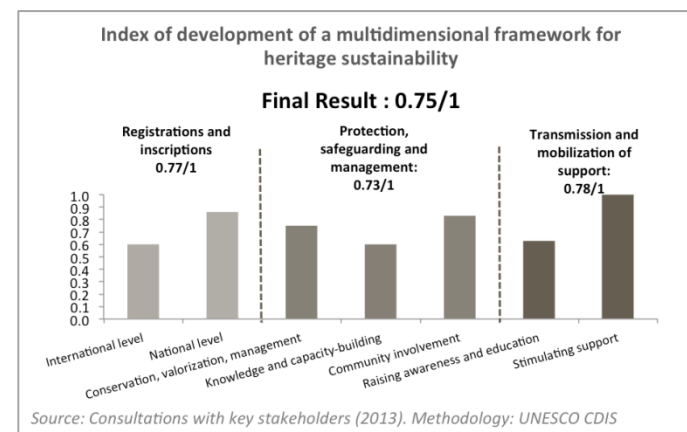 Index of development of a multidimensional framework for
heritage sustainability
Final Result : 0.75/1
Registrations and
inscriptions
0.77/1
Protection,
safeguarding and
management:
0.73/1
Transmission and
mobilization of
support:
0.78/1
1.0
0.9
0.8
0.7
0.6
0.5
0.4
0.3
0.2
0.1
0.0
International level
National level
Conservation, valorization, management
Knowledge and capacity-building
Community involvement
Raising awareness and education
Stimulating support
Source: Consultations with key stakeholders (2013). Methodology: UNESCO CDIS